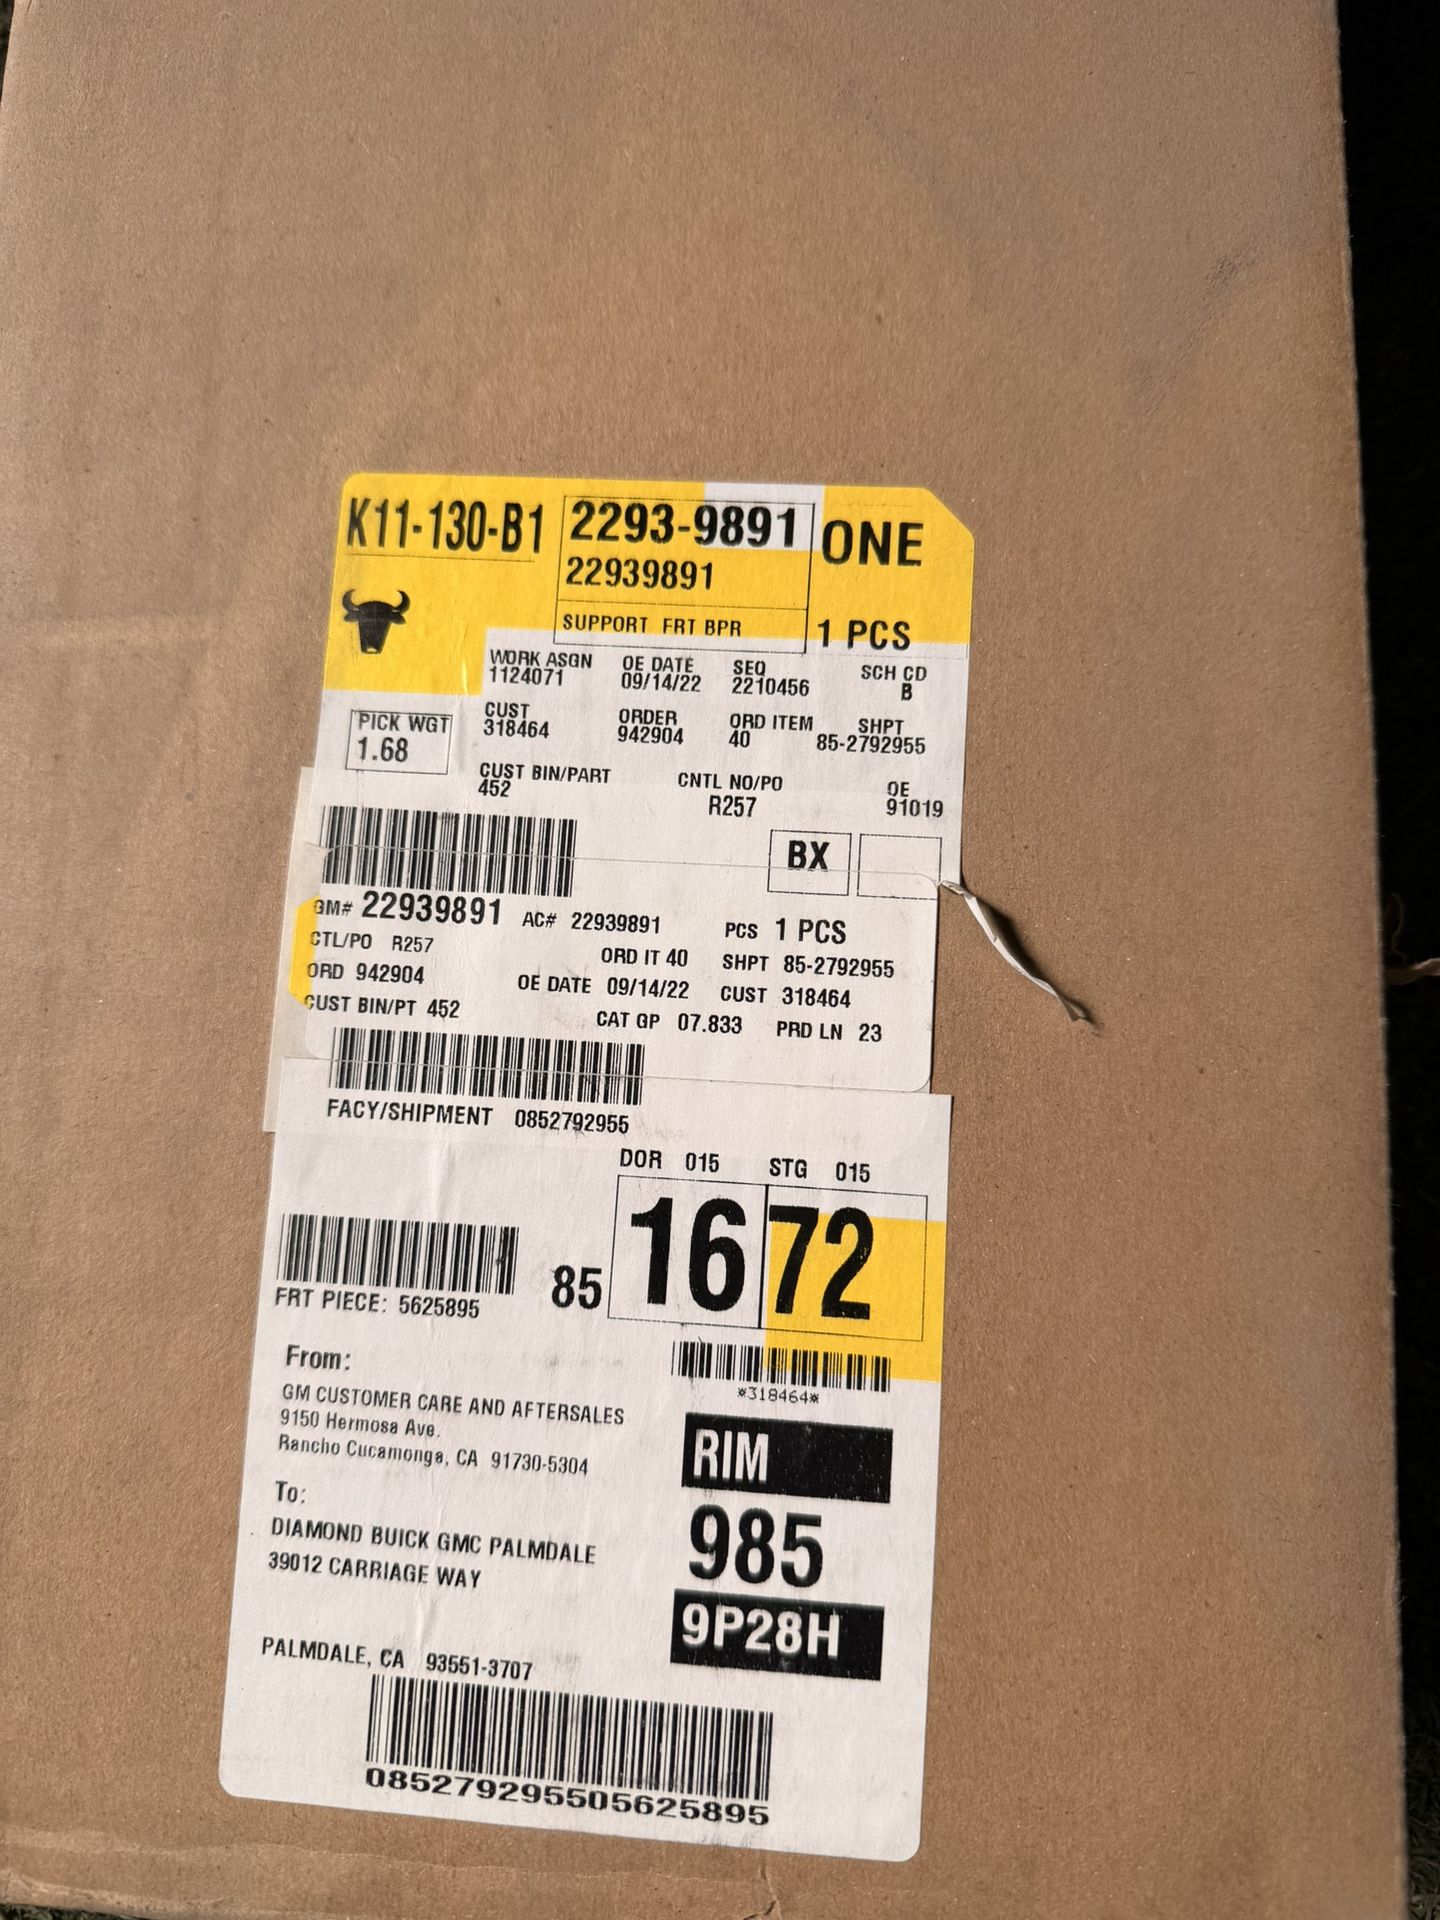 K11-130-B1
2293-9891
22939891
SUPPORT FRT BPR
ONE
1 PCS
WORK ASGN 1124071
OE DATE 09/14/22
SEQ 2210456
SCH CD B
PICK WGT 1.68
CUST 318464
ORDER 942904
ORD ITEM 40
SHPT 85-2792955
CUST BIN/PART 452
CNTL NO/PO R257
OE 91019
BX
GM# 22939891 AC# 22939891 PCS 1 PCS
CTL/PO R257 ORD IT 40 SHPT 85-2792955
ORD 942904 OE DATE 09/14/22 CUST 318464
CUST BIN/PT 452 CAT GP 07.833 PRD LN 23
FACY/SHIPMENT 0852792955
DOR 015 STG 015
85 16 72
FRT PIECE: 5625895
*318464*
From:
GM CUSTOMER CARE AND AFTERSALES
9150 Hermosa Ave.
Rancho Cucamonga, CA 91730-5304
RIM
985
9P28H
To:
DIAMOND BUICK GMC PALMDALE
39012 CARRIAGE WAY
PALMDALE, CA 93551-3707
085279295505625895